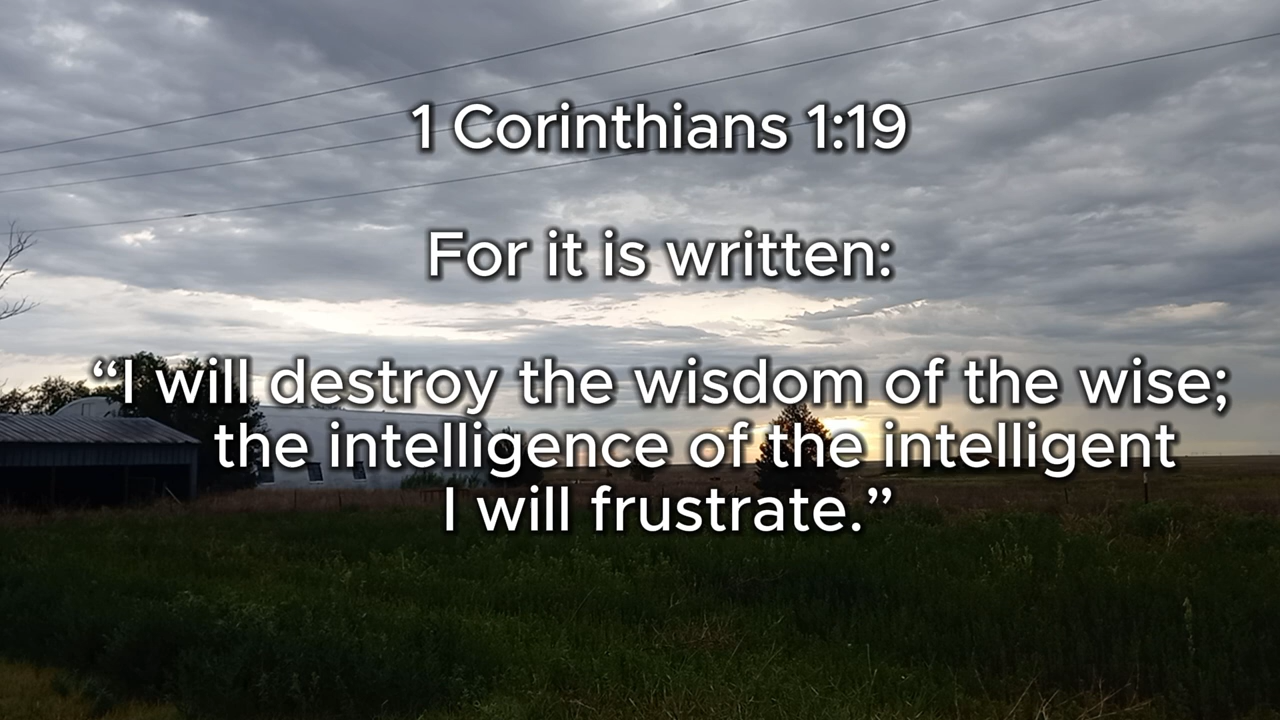 1 Corinthians 1:19
For it is written:
“I will destroy the wisdom of the wise;
the intelligence of the intelligent
I will frustrate.”